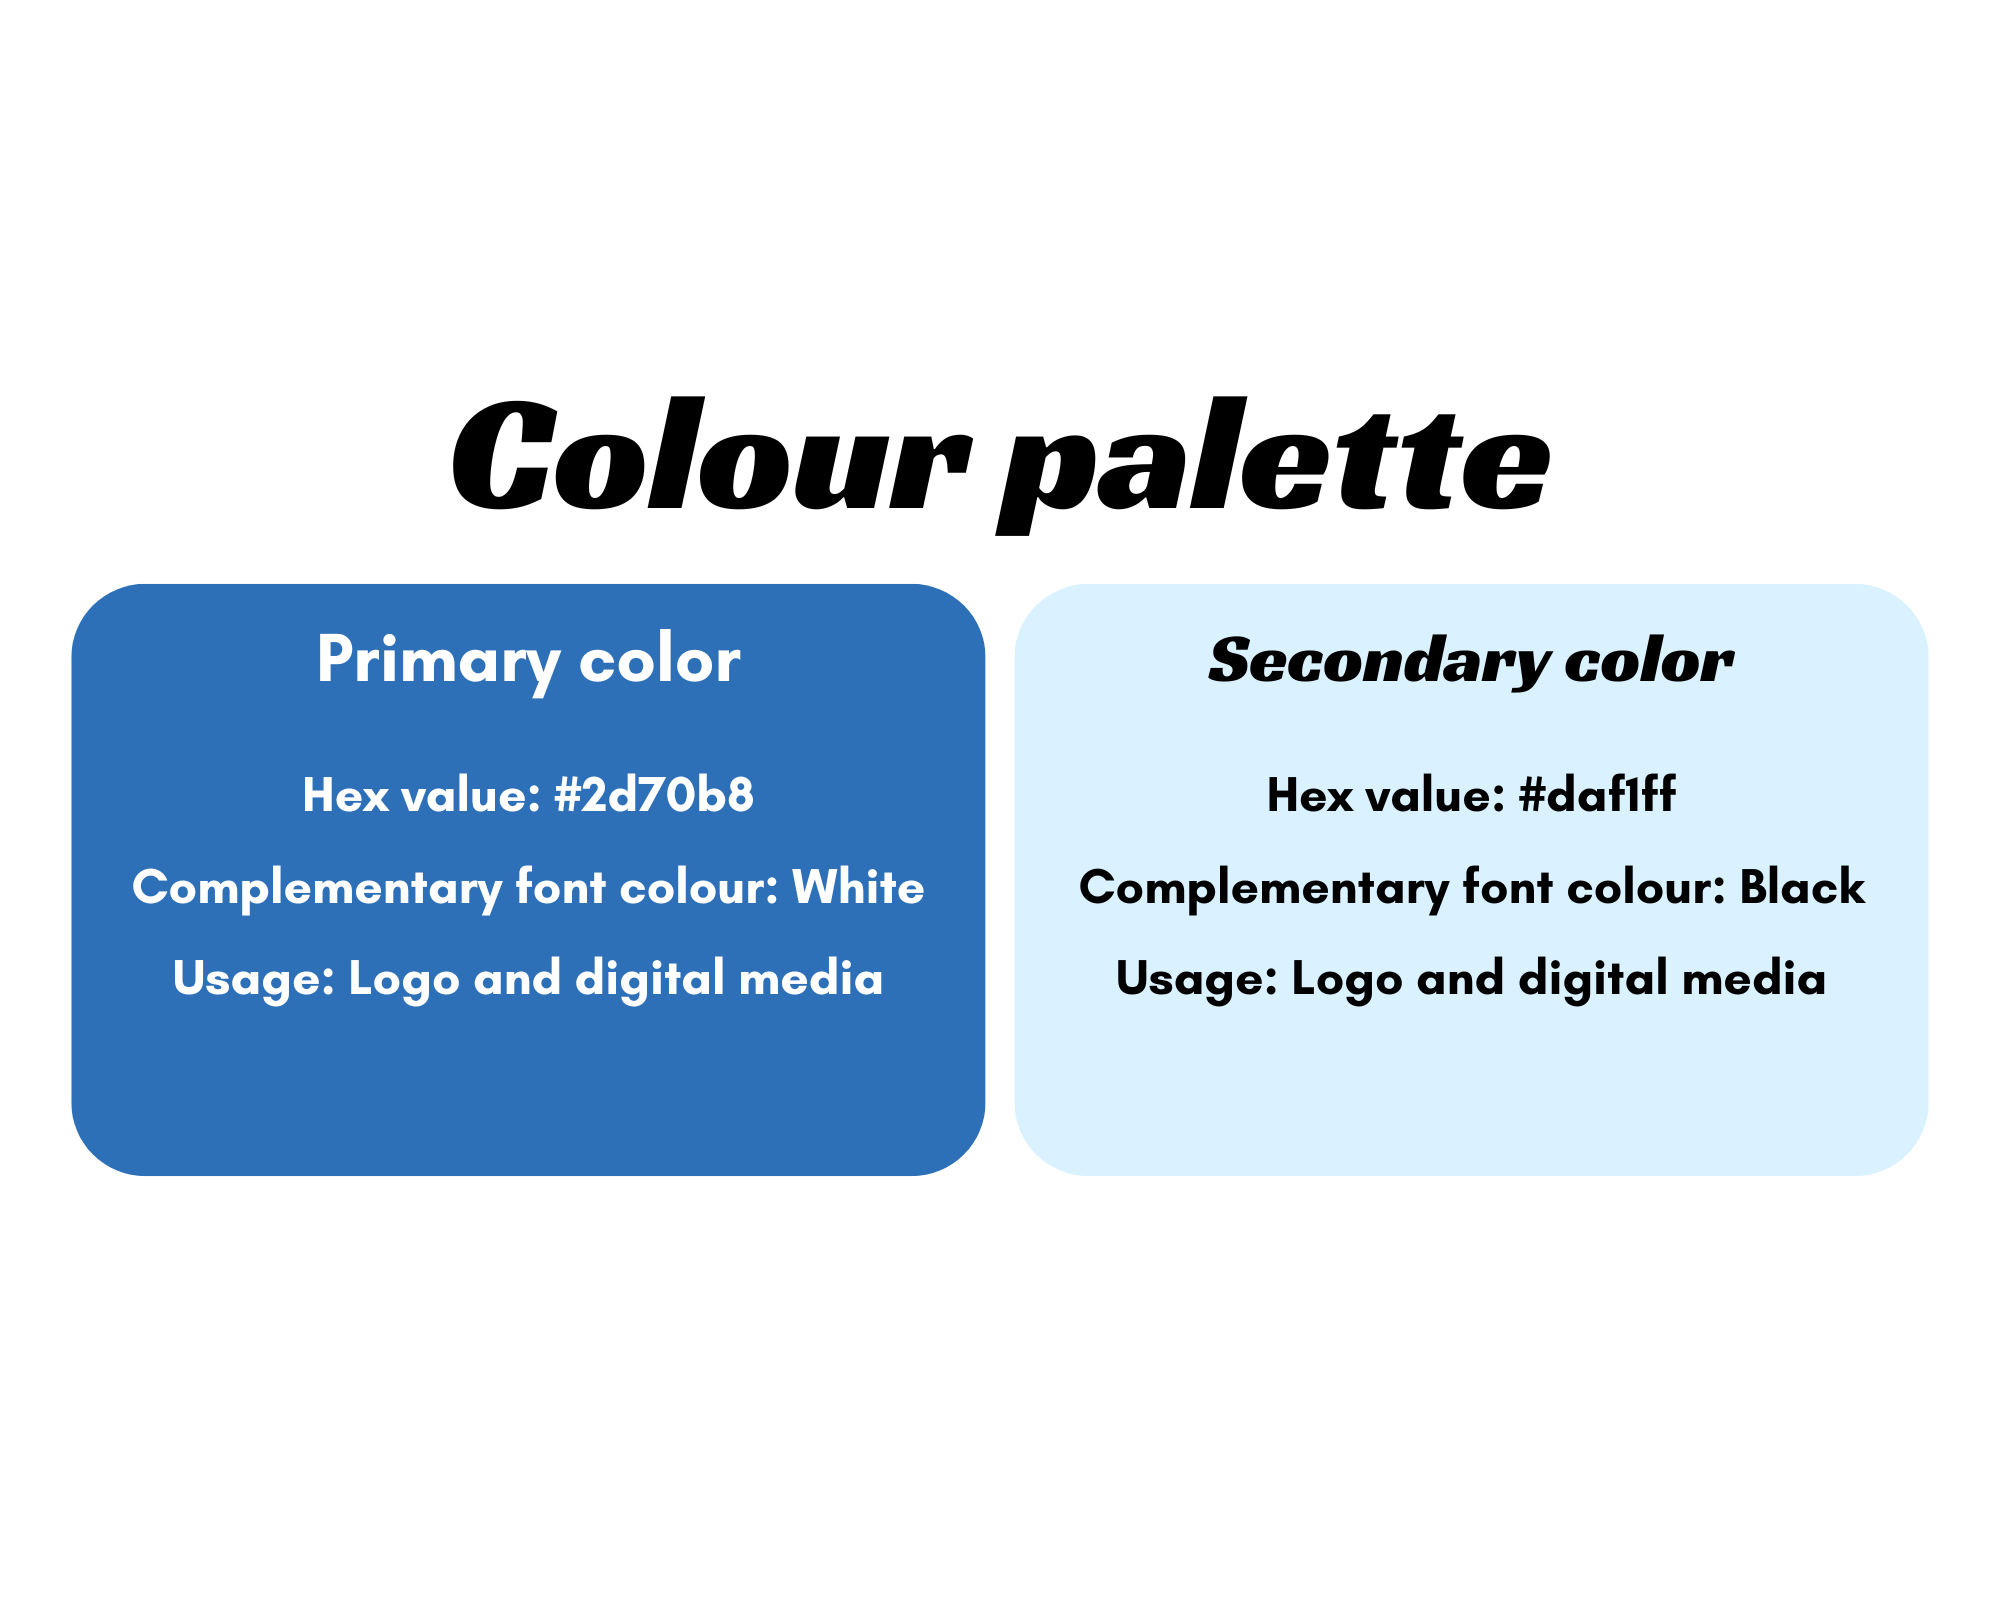 Colour palette
Primary color
Hex value: #2d70b8
Complementary font colour: White
Usage: Logo and digital media
Secondary color
Hex value: #daf1ff
Complementary font colour: Black
Usage: Logo and digital media